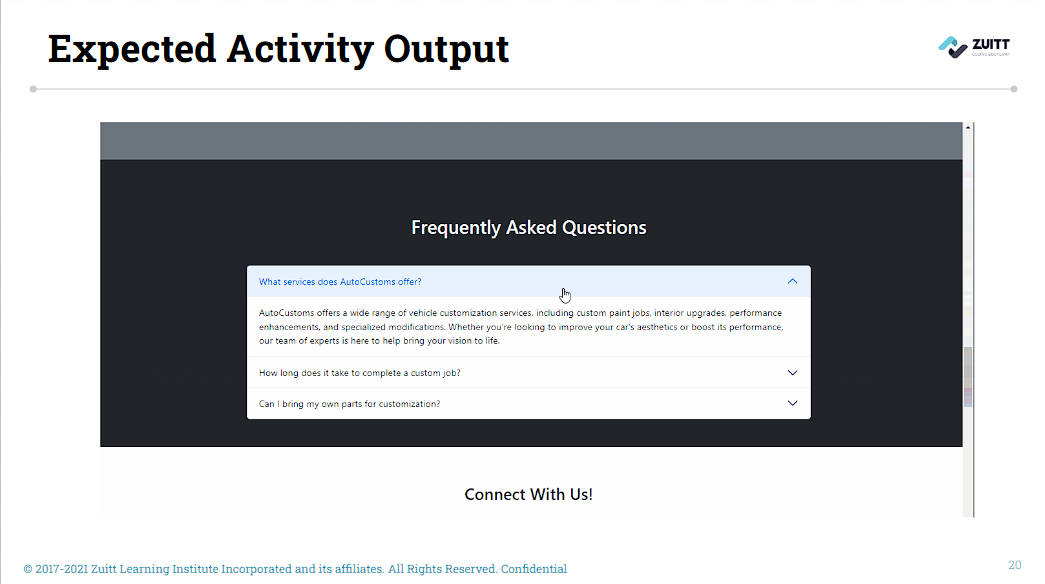 Expected Activity Output
ZUITT
Frequently Asked Questions
What services does AutoCustoms offer?
AutoCustoms offers a wide range of vehicle customization services, including custom paint jobs, interior upgrades, performance
enhancements, and specialized modifications. Whether you're looking to improve your car's aesthetics or boost its performance,
our team of experts is here to help bring your vision to life.
How long does it take to complete a custom job?
Can I bring my own parts for customization?
Connect With Us!
© 2017-2021 Zuitt Learning Institute Incorporated and its affiliates. All Rights Reserved. Confidential
20